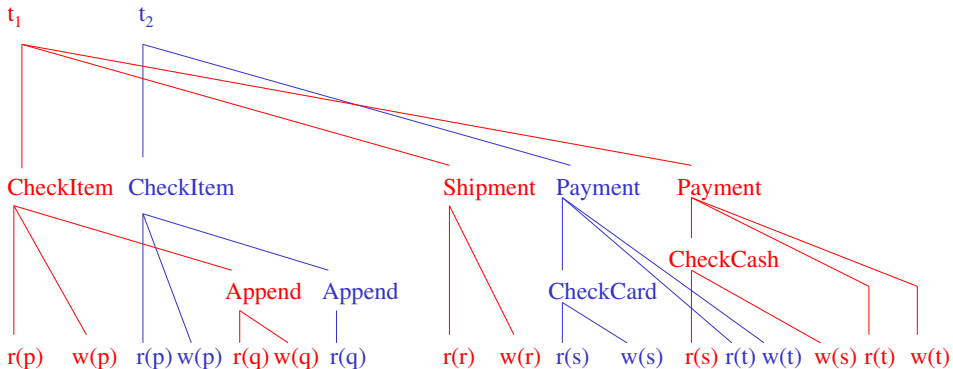 t1 t2
CheckItem CheckItem Shipment Payment Payment
CheckCash
Append Append CheckCard
r(p) w(p) r(p) w(p) r(q) w(q) r(q) r(r) w(r) r(s) w(s) r(s) r(t) w(t) w(s) r(t) w(t)